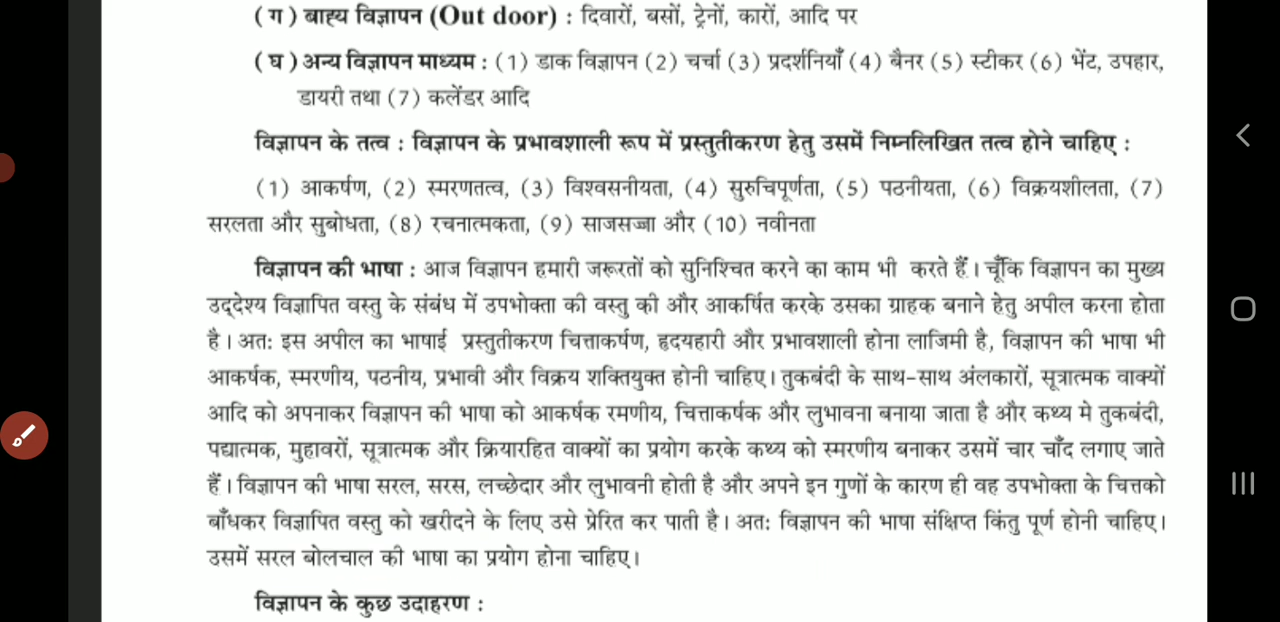 (ग) बाह्य विज्ञापन (Out door) : दिवारों, बसों, ट्रेनों, कारों, आदि पर
(घ) अन्य विज्ञापन माध्यम : (1) डाक विज्ञापन (2) चर्चा (3) प्रदर्शनियाँ (4) बैनर (5) स्टीकर (6) भेंट, उपहार,
डायरी तथा (7) कलेंडर आदि
विज्ञापन के तत्व : विज्ञापन के प्रभावशाली रूप में प्रस्तुतीकरण हेतु उसमें निम्नलिखित तत्व होने चाहिए :
(1) आकर्षण, (2) स्मरणतत्त्व, (3) विश्वसनीयता, (4) सुरुचिपूर्णता, (5) पठनीयता, (6) विक्रयशीलता, (7)
सरलता और सुबोधता, (8) रचनात्मकता, (9) साजसज्जा और (10) नवीनता
विज्ञापन की भाषा : आज विज्ञापन हमारी जरूरतों को सुनिश्चित करने का काम भी करते हैं। चूँकि विज्ञापन का मुख्य
उद्देश्य विज्ञापित वस्तु के संबंध में उपभोक्ता की वस्तु की और आकर्षित करके उसका ग्राहक बनाने हेतु अपील करना होता
है। अत: इस अपील का भाषाई प्रस्तुतीकरण चित्ताकर्षण, हृदयहारी और प्रभावशाली होना लाजिमी है, विज्ञापन की भाषा भी
आकर्षक, स्मरणीय, पठनीय, प्रभावी और विक्रय शक्तियुक्त होनी चाहिए। तुकबंदी के साथ-साथ अंलकारों, सूत्रात्मक वाक्यों
आदि को अपनाकर विज्ञापन की भाषा को आकर्षक रमणीय, चित्ताकर्षक और लुभावना बनाया जाता है और कथ्य मे तुकबंदी,
पद्यात्मक, मुहावरों, सूत्रात्मक और क्रियारहित वाक्यों का प्रयोग करके कथ्य को स्मरणीय बनाकर उसमें चार चाँद लगाए जाते
हैं। विज्ञापन की भाषा सरल, सरस, लच्छेदार और लुभावनी होती है और अपने इन गुणों के कारण ही वह उपभोक्ता के चित्तको
बाँधकर विज्ञापित वस्तु को खरीदने के लिए उसे प्रेरित कर पाती है। अत: विज्ञापन की भाषा संक्षिप्त किंतु पूर्ण होनी चाहिए।
उसमें सरल बोलचाल की भाषा का प्रयोग होना चाहिए।
विज्ञापन के कुछ उदाहरण :